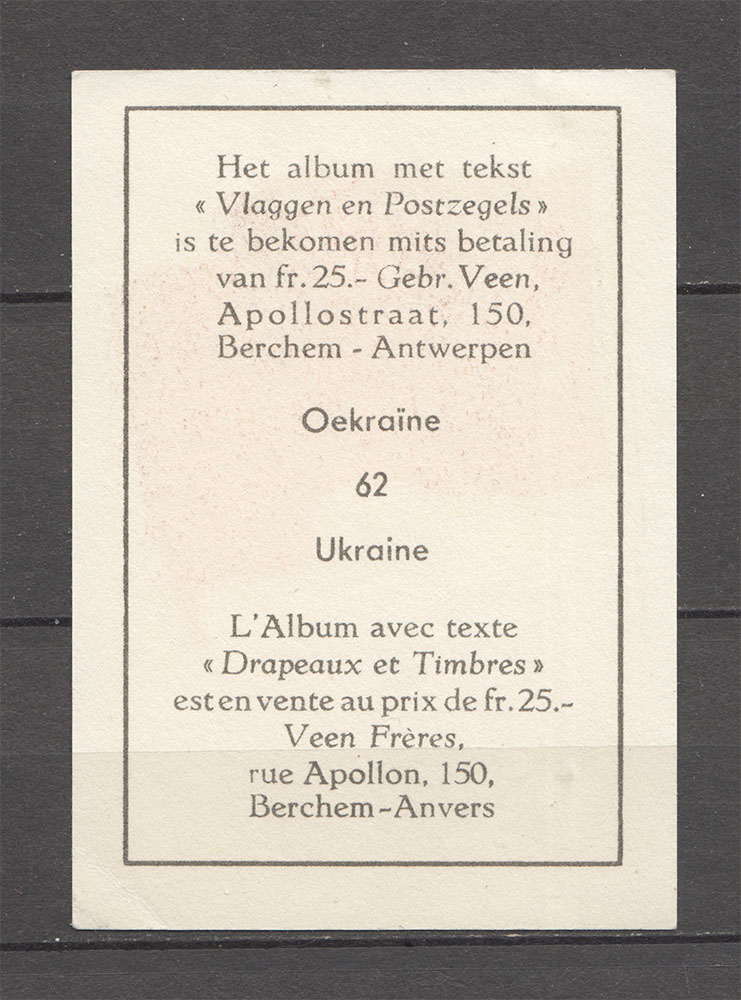 Het album met tekst
« Vlaggen en Postzegels »
is te bekomen mits betaling
van fr. 25.- Gebr. Veen,
Apollostraat, 150,
Berchem - Antwerpen
Oekraïne
62
Ukraine
L'Album avec texte
« Drapeaux et Timbres »
est en vente au prix de fr. 25.-
Veen Frères,
rue Apollon, 150,
Berchem-Anvers